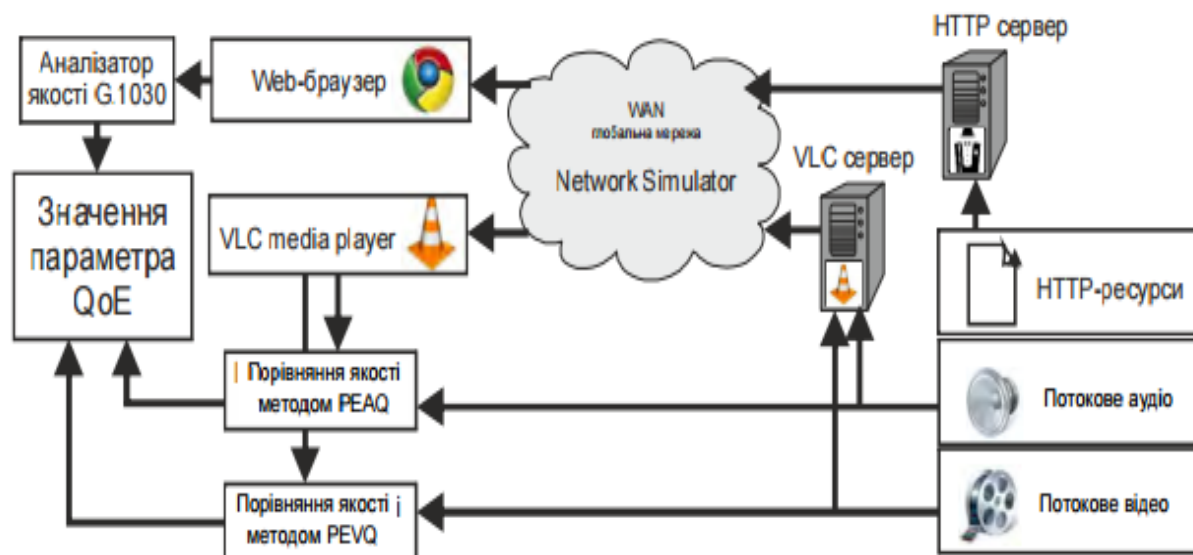 HTTP сервер
Аналізатор
якості G.1030
Web-браузер
WAN
глобальна мережа
Network Simulator
VLC сервер
Значення
параметра
QoE
VLC media player
HTTP-ресурси
Порівняння якості
методом PEAQ
Потокове аудіо
Порівняння якості і
методом PEVQ
Потокове відео